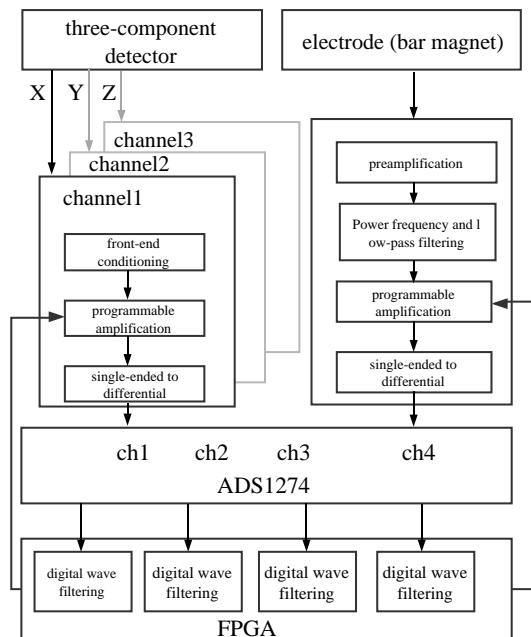 three-component
detector
electrode (bar magnet)
X
Y
Z
channel3
channel2
channel1
front-end
conditioning
programmable
amplification
single-ended to
differential
preamplification
Power frequency and l
ow-pass filtering
programmable
amplification
single-ended to
differential
ch1
ch2
ch3
ch4
ADS1274
digital wave
filtering
digital wave
filtering
digital wave
filtering
digital wave
filtering
FPGA